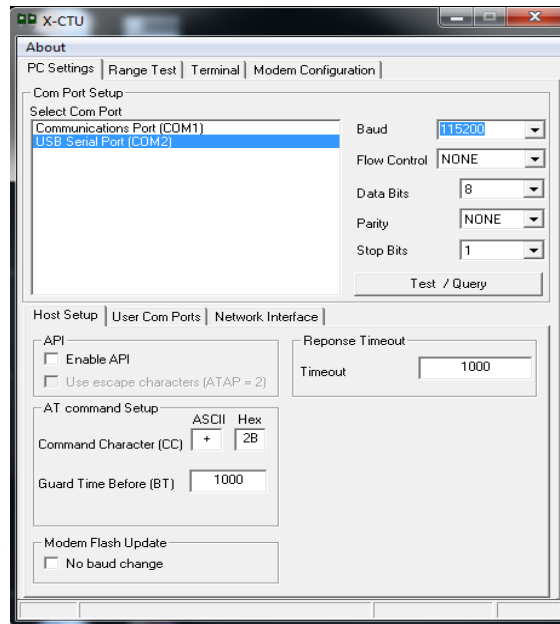 X-CTU
About
PC Settings Range Test Terminal Modem Configuration
Com Port Setup
Select Com Port
Communications Port (COM1)
USB Serial Port (COM2)
Baud 115200
Flow Control NONE
Data Bits 8
Parity NONE
Stop Bits 1
Test / Query
Host Setup User Com Ports Network Interface
API
Enable API
Use escape characters (ATAP = 2)
Reponse Timeout
Timeout 1000
AT command Setup
ASCII Hex
Command Character (CC) + 2B
Guard Time Before (BT) 1000
Modem Flash Update
No baud change